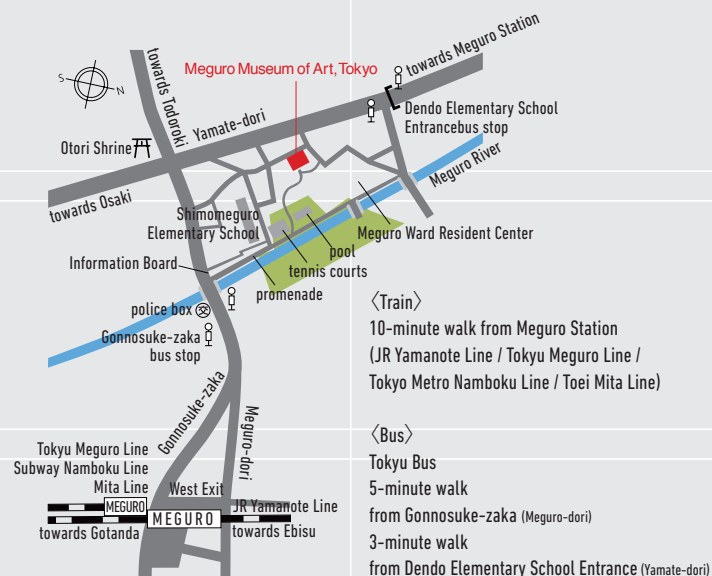 towards Meguro Station
towards Todoroki
Meguro Museum of Art, Tokyo
S
N
Yamate-dori
Dendo Elementary School
Entrancebus stop
Otori Shrine
Meguro River
towards Osaki
Shimomeguro
Elementary School
Meguro Ward Resident Center
pool
tennis courts
Information Board
promenade
police box
交
Gonnosuke-zaka
bus stop
〈Train〉
10-minute walk from Meguro Station
(JR Yamanote Line / Tokyu Meguro Line /
Tokyo Metro Namboku Line / Toei Mita Line)
Gonnosuke-zaka
Meguro-dori
〈Bus〉
Tokyu Bus
5-minute walk
from Gonnosuke-zaka (Meguro-dori)
3-minute walk
from Dendo Elementary School Entrance (Yamate-dori)
Tokyu Meguro Line
Subway Namboku Line
Mita Line
West Exit
MEGURO
JR Yamanote Line
MEGURO
towards Gotanda
towards Ebisu